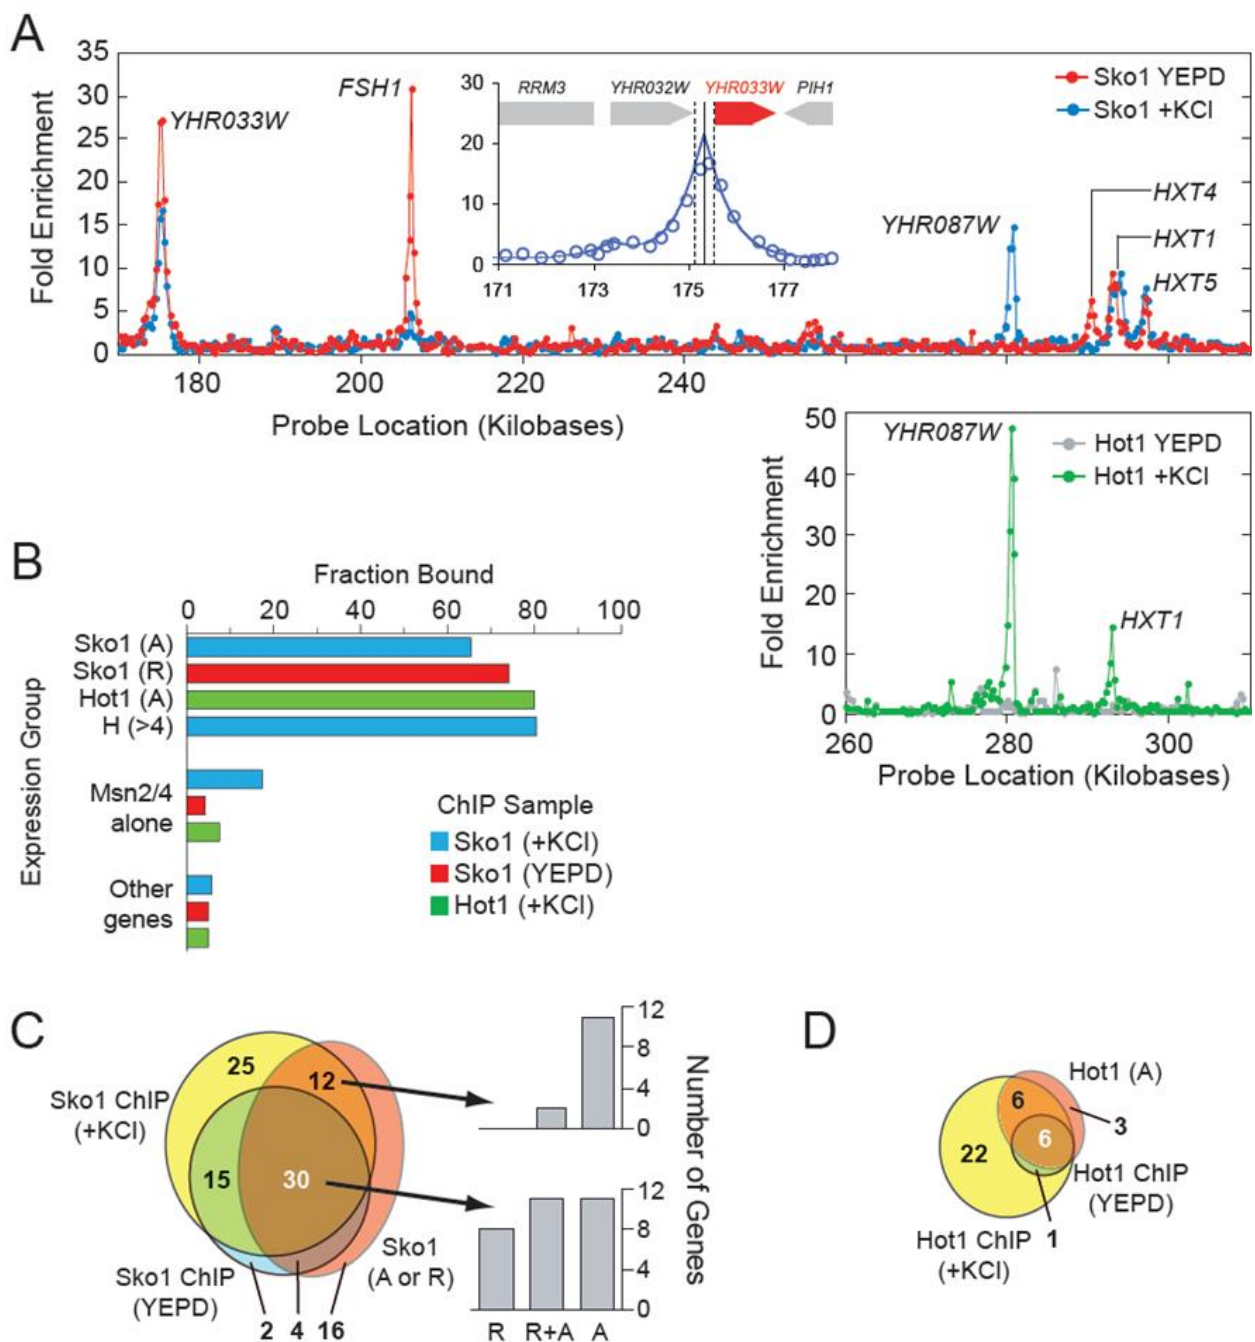 A
35
30
25
20
15
10
5
0
Fold Enrichment
YHR033W
FSH1
30
20
10
0
RRM3 YHR032W YHR033W PIH1
171 173 175 177
Sko1 YEPD
Sko1 +KCl
YHR087W
HXT4
HXT1
HXT5
180 200 220 240
Probe Location (Kilobases)
50
40
30
20
10
0
Fold Enrichment
YHR087W
Hot1 YEPD
Hot1 +KCl
HXT1
260 280 300
Probe Location (Kilobases)
B
Fraction Bound
0 20 40 60 80 100
Expression Group
Sko1 (A)
Sko1 (R)
Hot1 (A)
H (>4)
Msn2/4
alone
Other
genes
ChIP Sample
Sko1 (+KCl)
Sko1 (YEPD)
Hot1 (+KCl)
C
25
12
15
30
Sko1 ChIP
(+KCl)
Sko1 ChIP
(YEPD)
Sko1
(A or R)
2 4 16
12
8
4
0
12
8
4
0
Number of Genes
R R+A A
D
Hot1 (A)
6
3
22
6
Hot1 ChIP
(YEPD)
Hot1 ChIP
(+KCl)
1